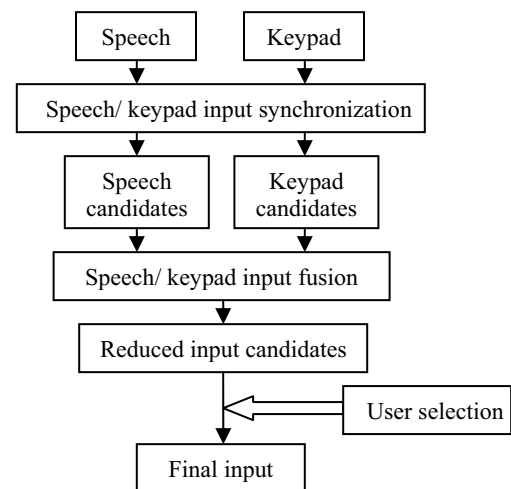 Speech
Keypad
Speech/ keypad input synchronization
Speech
candidates
Keypad
candidates
Speech/ keypad input fusion
Reduced input candidates
User selection
Final input